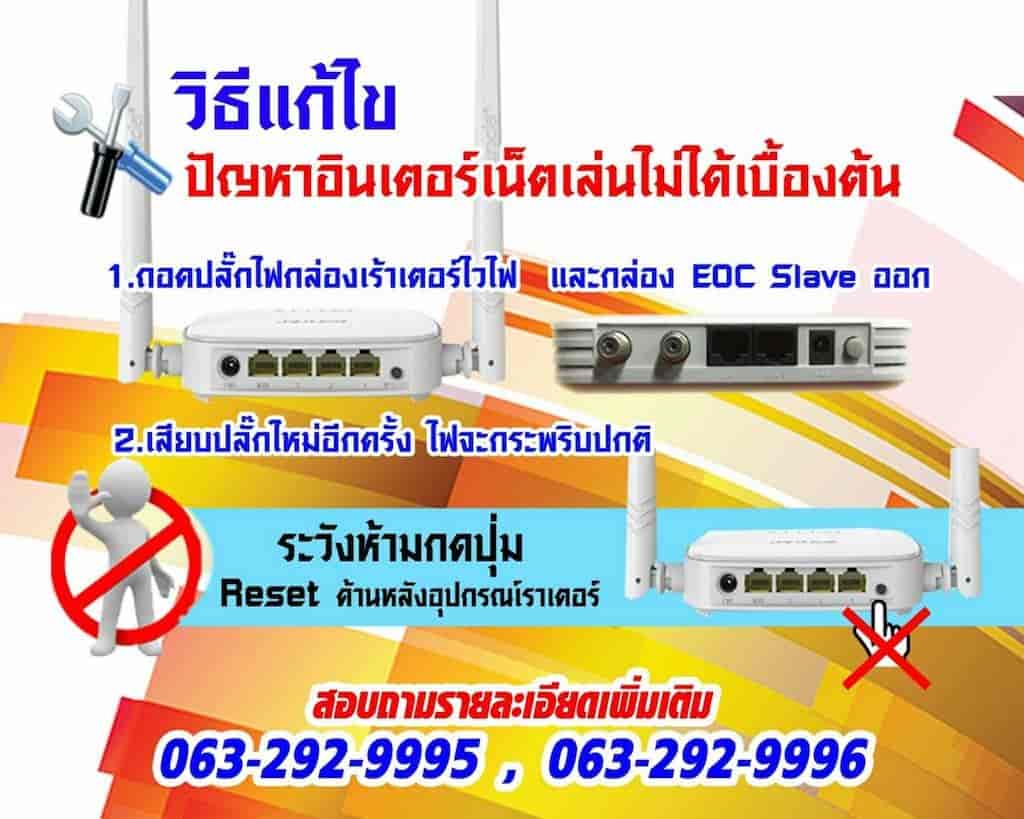 วิธีแก้ไข
ปัญหาอินเตอร์เน็ตเล่นไม่ได้เบื้องต้น
1.ถอดปลั๊กไฟกล่องเร้าเตอร์ไวไฟ และกล่อง EOC Slave ออก
2.เสียบปลั๊กใหม่อีกครั้ง ไฟจะกระพริบปกติ
ระวังห้ามกดปุ่ม
Reset ด้านหลังอุปกรณ์เราเตอร์
สอบถามรายละเอียดเพิ่มเติม
063-292-9995 , 063-292-9996